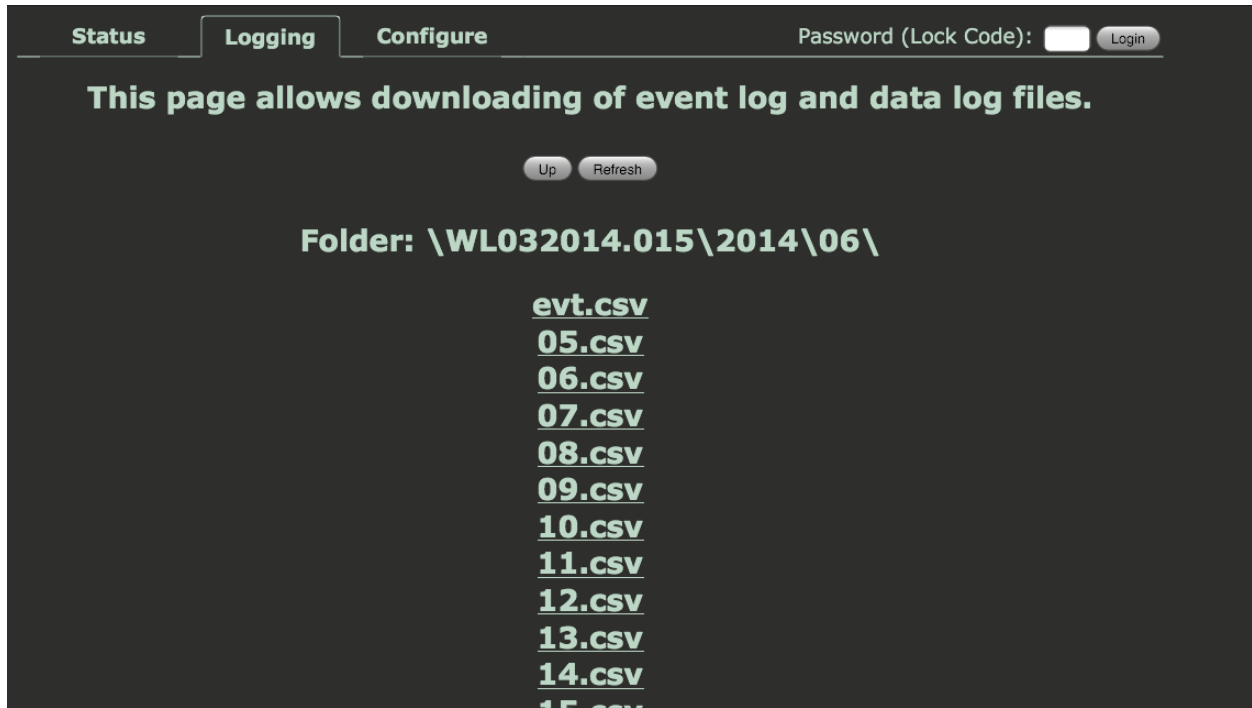 Status Logging Configure Password (Lock Code): Login
This page allows downloading of event log and data log files.
Up Refresh
Folder: \WL032014.015\2014\06\
evt.csv
05.csv
06.csv
07.csv
08.csv
09.csv
10.csv
11.csv
12.csv
13.csv
14.csv